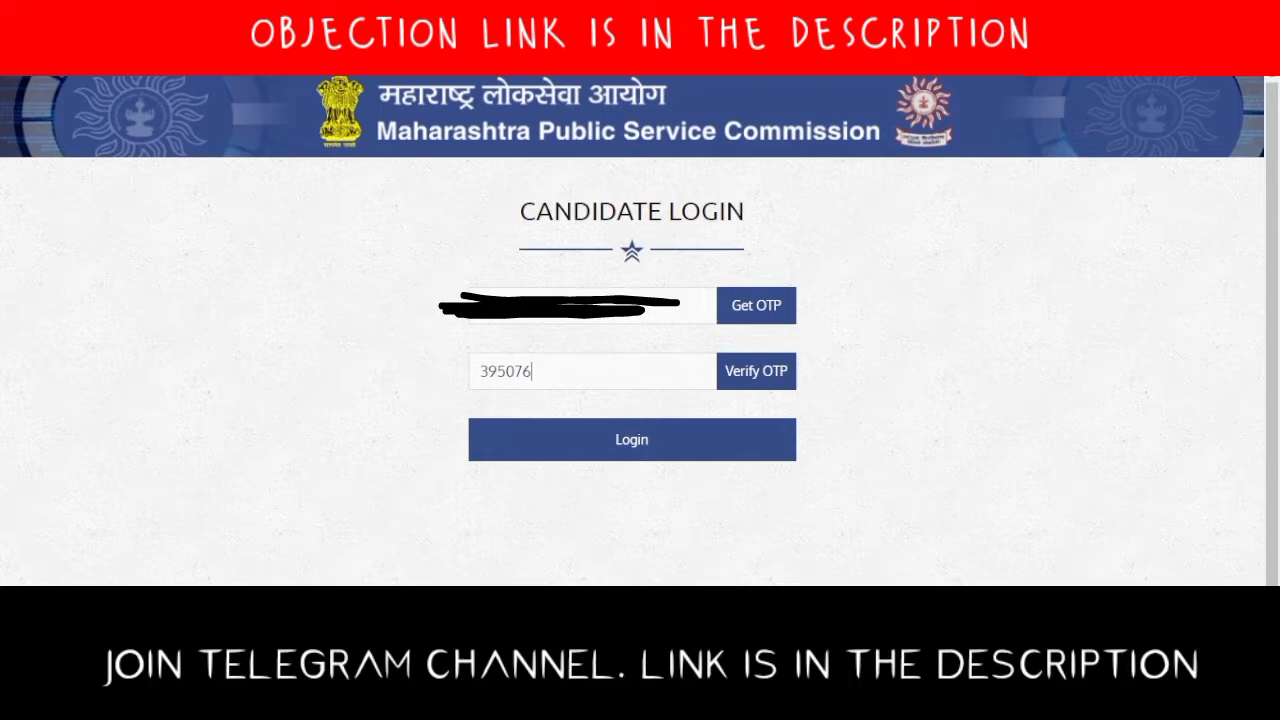 OBJECTION LINK IS IN THE DESCRIPTION
महाराष्ट्र लोकसेवा आयोग
Maharashtra Public Service Commission
CANDIDATE LOGIN
Get OTP
395076 Verify OTP
Login
JOIN TELEGRAM CHANNEL. LINK IS IN THE DESCRIPTION